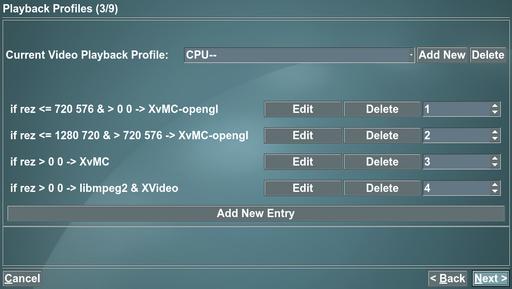 Playback Profiles (3/9)
Current Video Playback Profile: CPU-- Add New Delete
if rez <= 720 576 & > 0 0 -> XvMC-opengl Edit Delete 1
if rez <= 1280 720 & > 720 576 -> XvMC-opengl Edit Delete 2
if rez > 0 0 -> XvMC Edit Delete 3
if rez > 0 0 -> libmpeg2 & XVideo Edit Delete 4
Add New Entry
Cancel < Back Next >